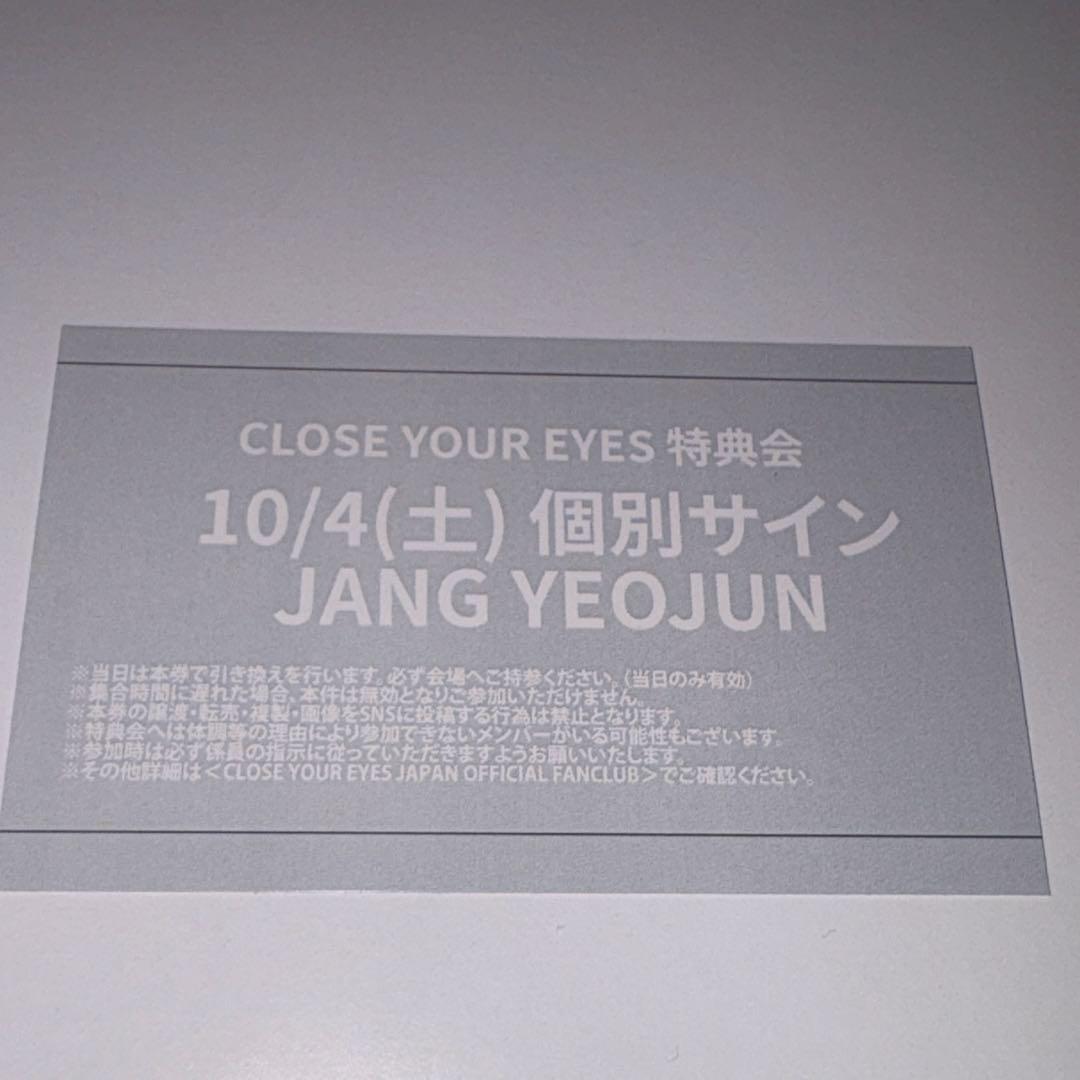 CLOSE YOUR EYES 特典会
10/4(土) 個別サイン
JANG YEOJUN
※当日は本券で引き換えを行います。必ず会場へご持参ください。(当日のみ有効)
※集合時間に遅れた場合、本件は無効となりご参加いただけません。
※本券の譲渡・転売・複製・画像をSNSに投稿する行為は禁止となります。
※特典会へは体調等の理由により参加できないメンバーがいる可能性もございます。
※参加時は必ず係員の指示に従っていただきますようお願いいたします。
※その他詳細は<CLOSE YOUR EYES JAPAN OFFICIAL FANCLUB>でご確認ください。